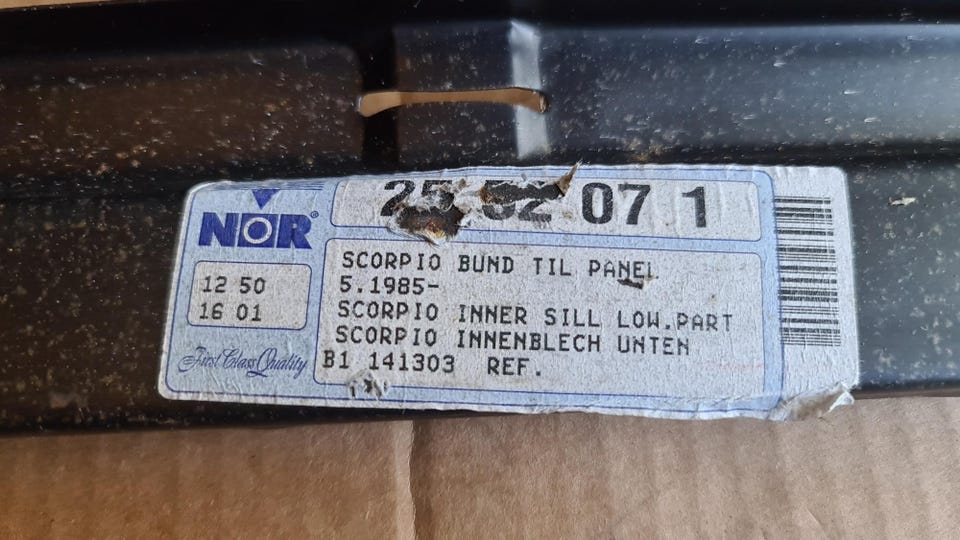 NOR®
25 52 07 1
SCORPIO BUND TIL PANEL
5.1985-
SCORPIO INNER SILL LOW.PART
SCORPIO INNENBLECH UNTEN
B1 141303 REF.
12 50
16 01
First Class Quality